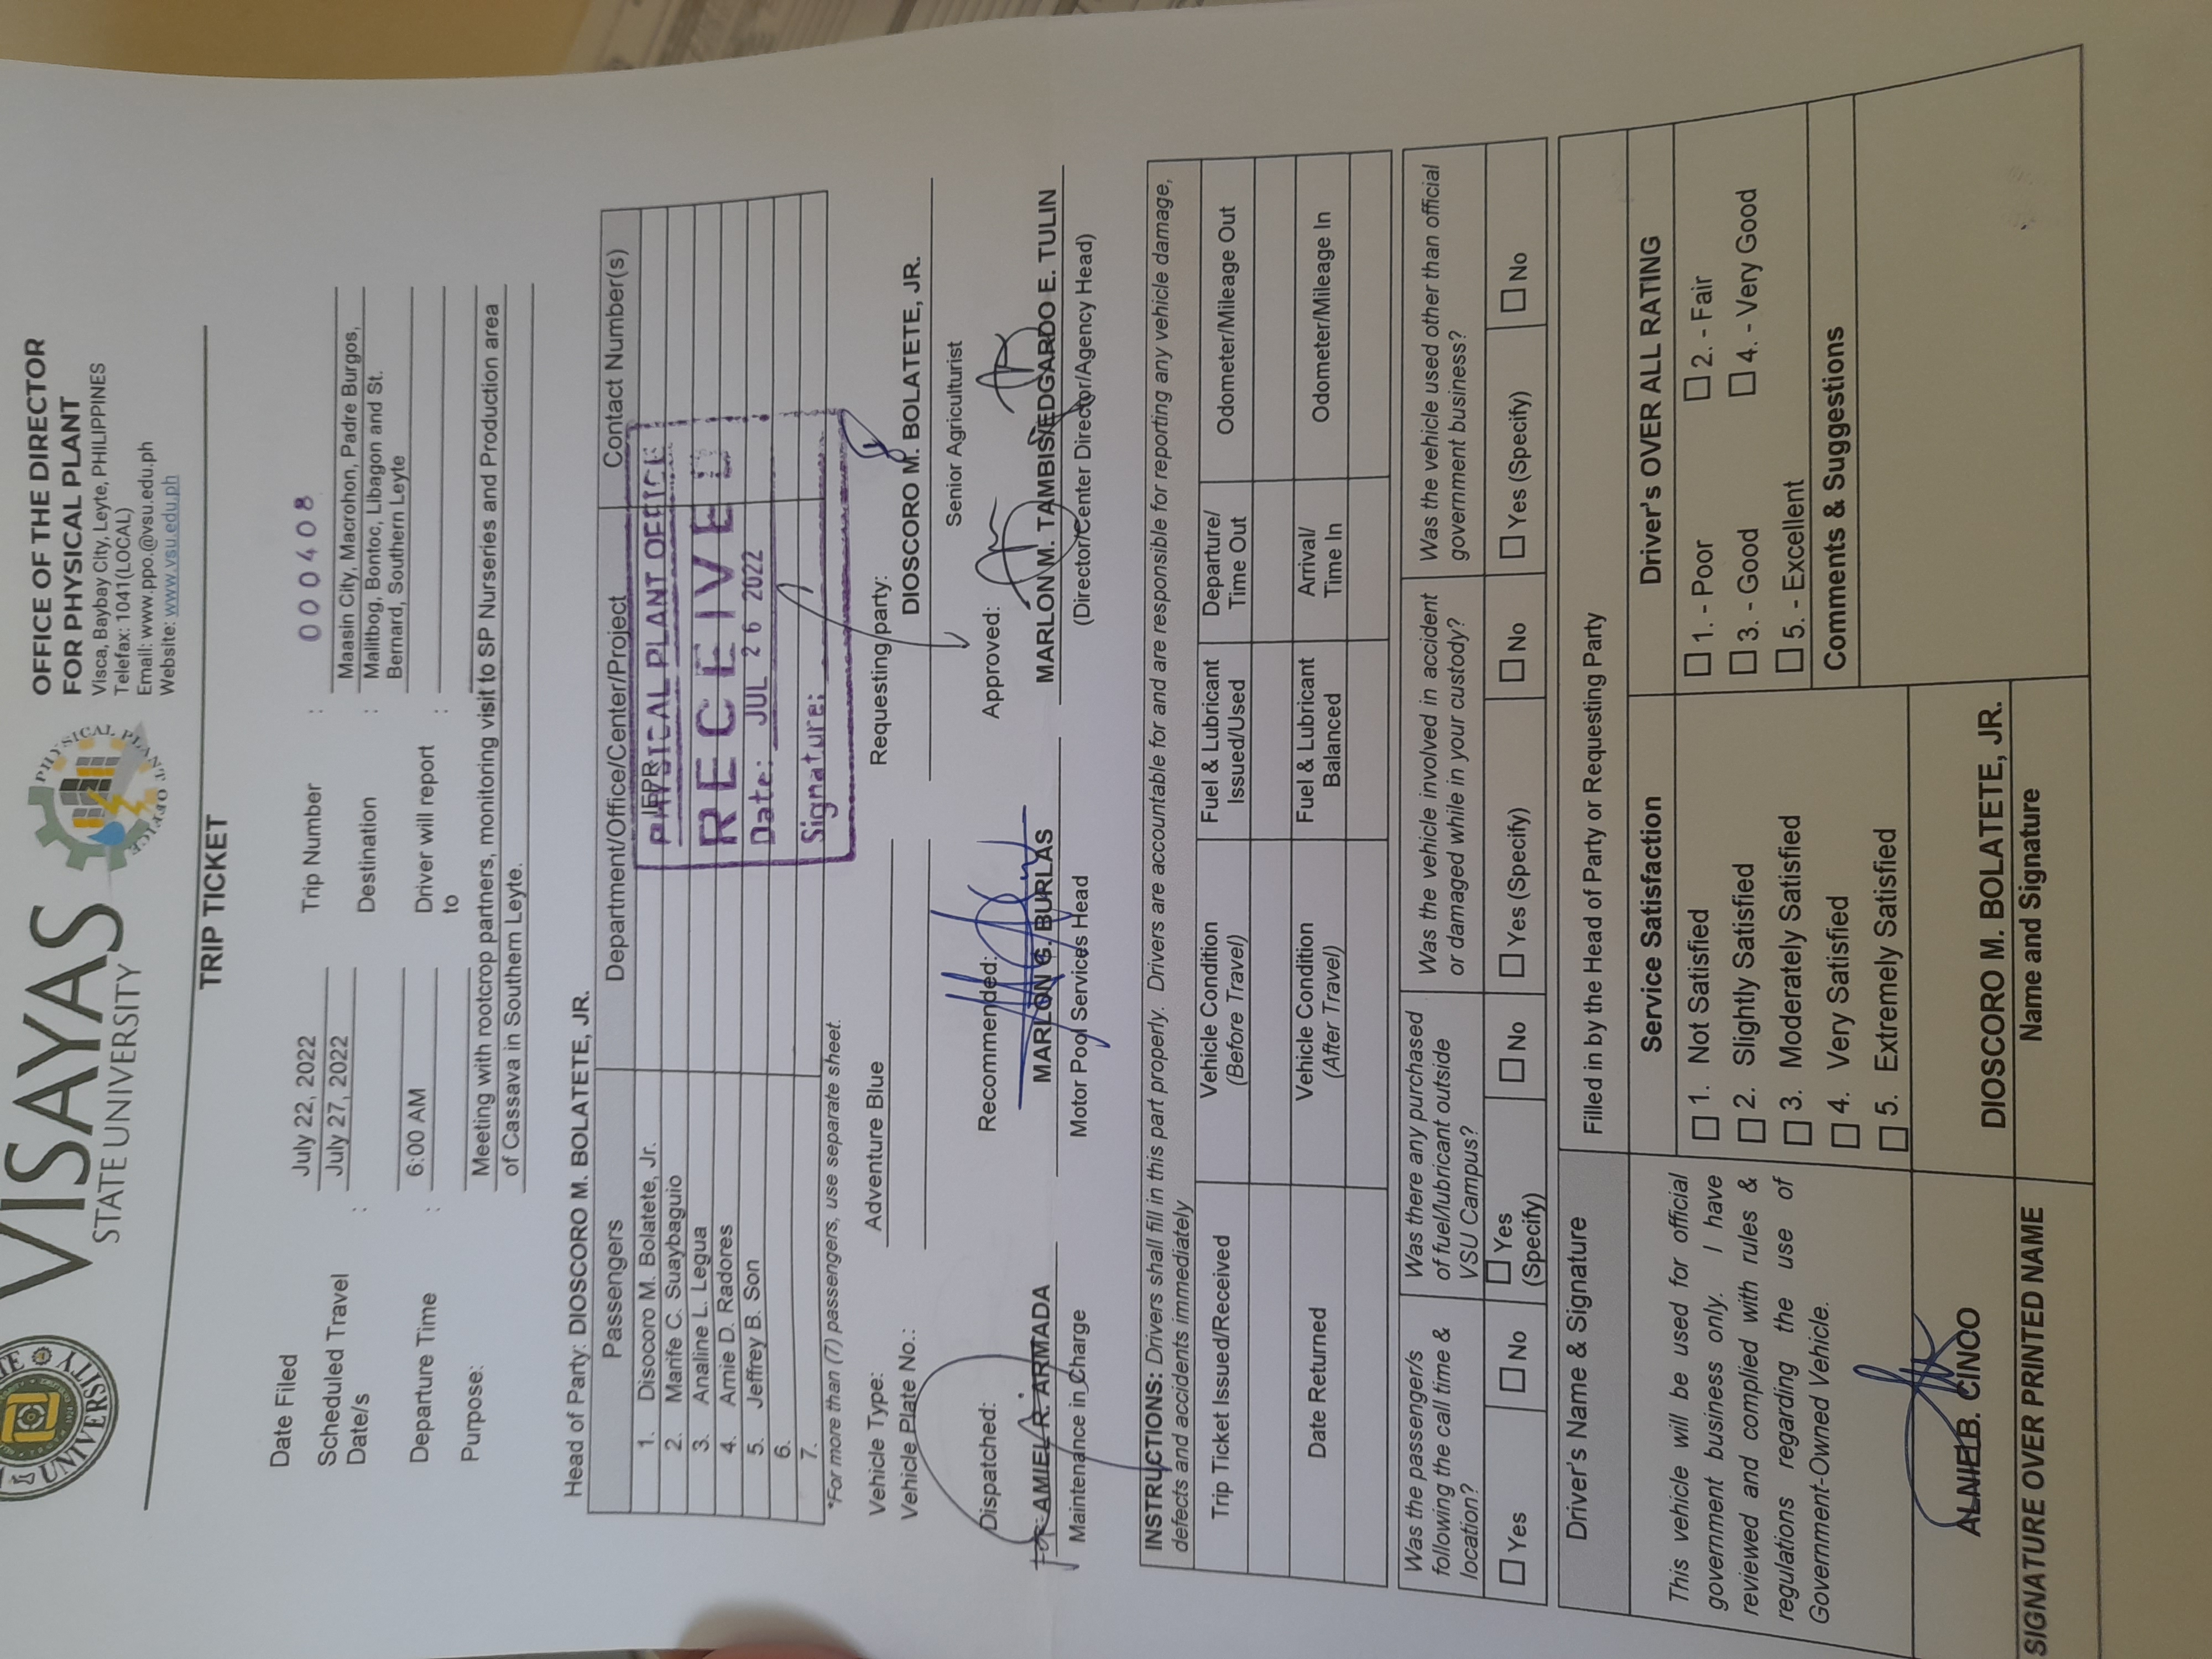 VISAYAS
STATE UNIVERSITY
UNIVERSITY
PHYSICAL PLANT OFFICE
OFFICE OF THE DIRECTOR
FOR PHYSICAL PLANT
Visca, Baybay City, Leyte, PHILIPPINES
Telefax: 1041(LOCAL)
Email: www.ppo.@vsu.edu.ph
Website: www.vsu.edu.ph
TRIP TICKET
Date Filed July 22, 2022 Trip Number : 000408
Scheduled Travel Date/s : July 27, 2022 Destination : Maasin City, Macrohon, Padre Burgos,
Malitbog, Bontoc, Libagon and St.
Bernard, Southern Leyte
Departure Time : 6:00 AM Driver will report to :
Purpose: Meeting with rootcrop partners, monitoring visit to SP Nurseries and Production area
of Cassava in Southern Leyte.
Head of Party: DIOSCORO M. BOLATETE, JR.
Passengers Department/Office/Center/Project Contact Number(s)
1. Disocoro M. Bolatete, Jr.
2. Marife C. Suaybaguio
3. Analine L. Legua
4. Arnie D. Radores
5. Jeffrey B. Son
6.
7.
PHYSICAL PLANT OFFICE
RECEIVED
Date: JUL 26 2022
Signature:
*For more than (7) passengers, use separate sheet.
Vehicle Type: Adventure Blue Requesting party:
Vehicle Plate No.: DIOSCORO M. BOLATETE, JR.
Senior Agriculturist
Dispatched: Recommended: Approved:
AMIEL R. ARMADA MARLON G. BURLAS MARLON M. TAMBIS/EDGARDO E. TULIN
Maintenance in Charge Motor Pool Services Head (Director/Center Director/Agency Head)
INSTRUCTIONS: Drivers shall fill in this part properly. Drivers are accountable for and are responsible for reporting any vehicle damage,
defects and accidents immediately
Trip Ticket Issued/Received Vehicle Condition (Before Travel) Fuel & Lubricant Issued/Used Departure/ Time Out Odometer/Mileage Out
Date Returned Vehicle Condition (After Travel) Fuel & Lubricant Balanced Arrival/ Time In Odometer/Mileage In
Was the passenger/s following the call time & location? Was there any purchased of fuel/lubricant outside VSU Campus? Was the vehicle involved in accident or damaged while in your custody? Was the vehicle used other than official government business?
Yes No Yes (Specify) No Yes (Specify) No Yes (Specify) No
Driver's Name & Signature Filled in by the Head of Party or Requesting Party
Service Satisfaction Driver's OVER ALL RATING
This vehicle will be used for official
government business only. I have
reviewed and complied with rules &
regulations regarding the use of
Government-Owned Vehicle.
1. Not Satisfied
2. Slightly Satisfied
3. Moderately Satisfied
4. Very Satisfied
5. Extremely Satisfied
1. - Poor 2. - Fair
3. - Good 4. - Very Good
5. - Excellent
Comments & Suggestions
ALNIEL B. CINCO DIOSCORO M. BOLATETE, JR.
SIGNATURE OVER PRINTED NAME Name and Signature